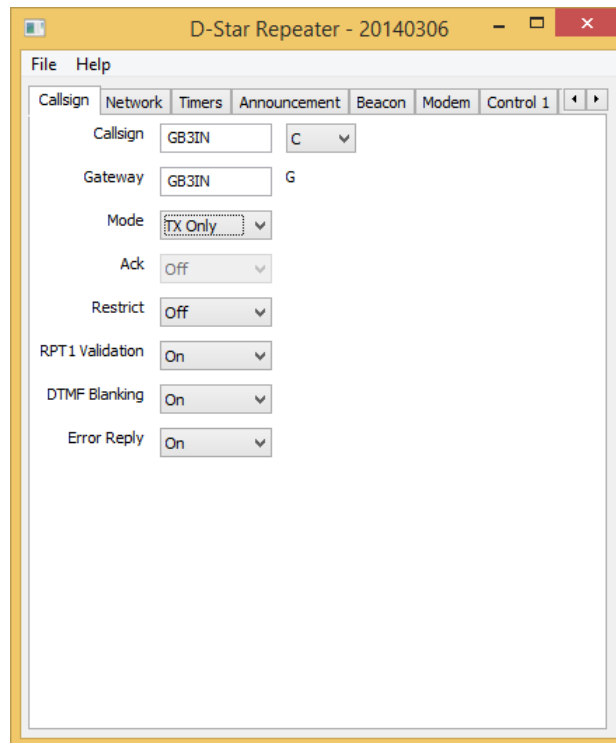 D-Star Repeater - 20140306
File Help
Callsign Network Timers Announcement Beacon Modem Control 1
Callsign GB3IN C
Gateway GB3IN G
Mode TX Only
Ack Off
Restrict Off
RPT1 Validation On
DTMF Blanking On
Error Reply On